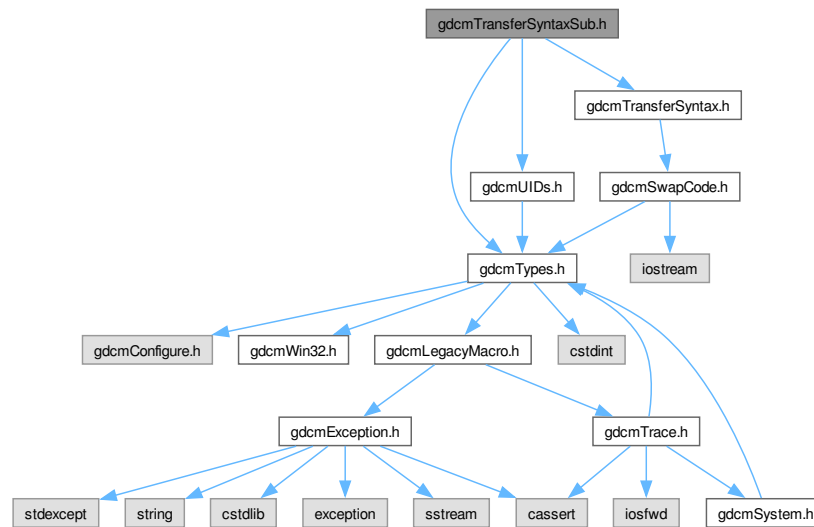 gdcmTransferSyntaxSub.h
gdcmTransferSyntax.h
gdcmUIDs.h
gdcmSwapCode.h
gdcmTypes.h
iostream
gdcmConfigure.h
gdcmWin32.h
gdcmLegacyMacro.h
cstdint
gdcmException.h
gdcmTrace.h
stdexcept
string
cstdlib
exception
sstream
cassert
iosfwd
gdcmSystem.h